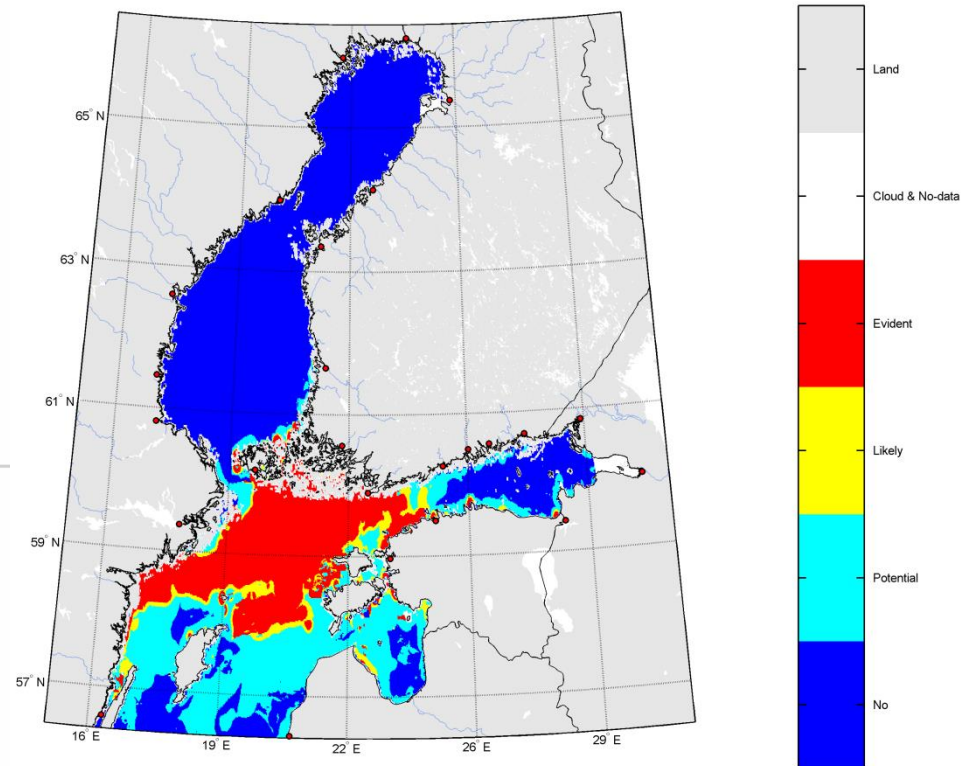 65° N
63° N
61° N
59° N
57° N
16° E
19° E
22° E
26° E
29° E
Land
Cloud & No-data
Evident
Likely
Potential
No